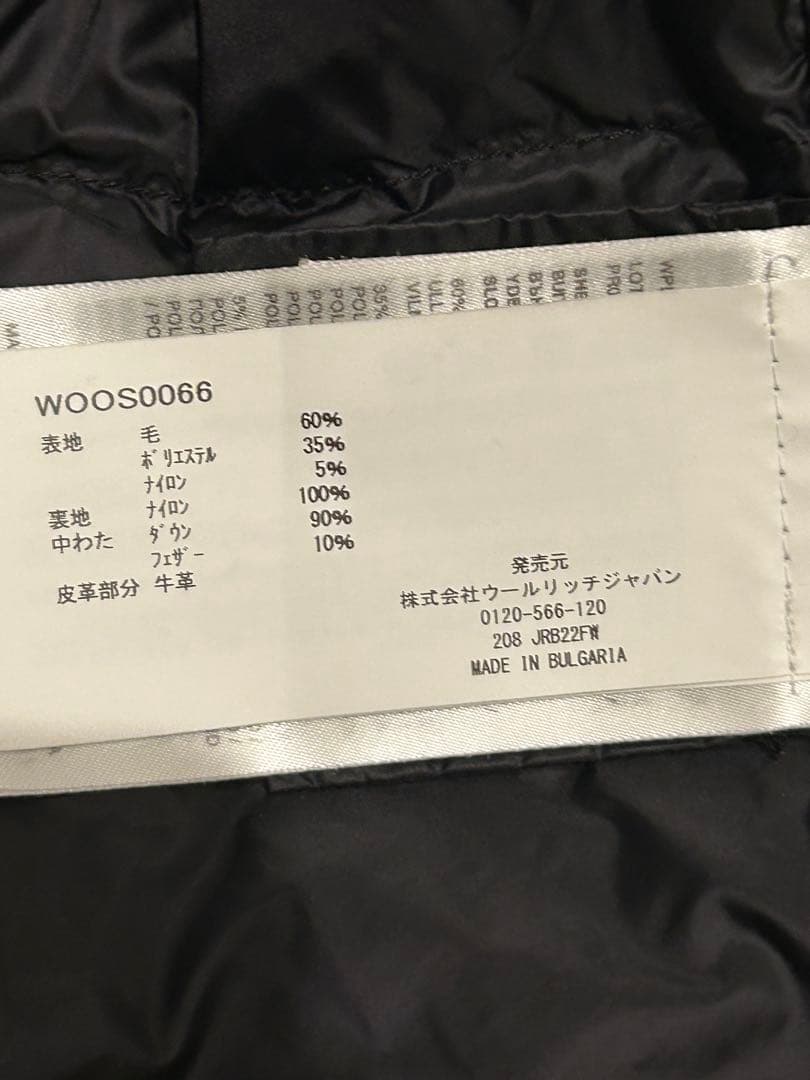 WOOS0066
表地 毛 60%
ポリエステル 35%
ナイロン 5%
裏地 ナイロン 100%
中わた ダウン 90%
フェザー 10%
皮革部分 牛革
発売元
株式会社ウールリッチジャパン
0120-566-120
208 JRB22FW
MADE IN BULGARIA